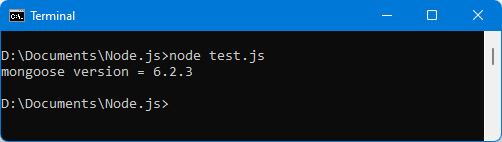 Terminal
D:\Documents\Node.js>node test.js
mongoose version = 6.2.3
D:\Documents\Node.js>